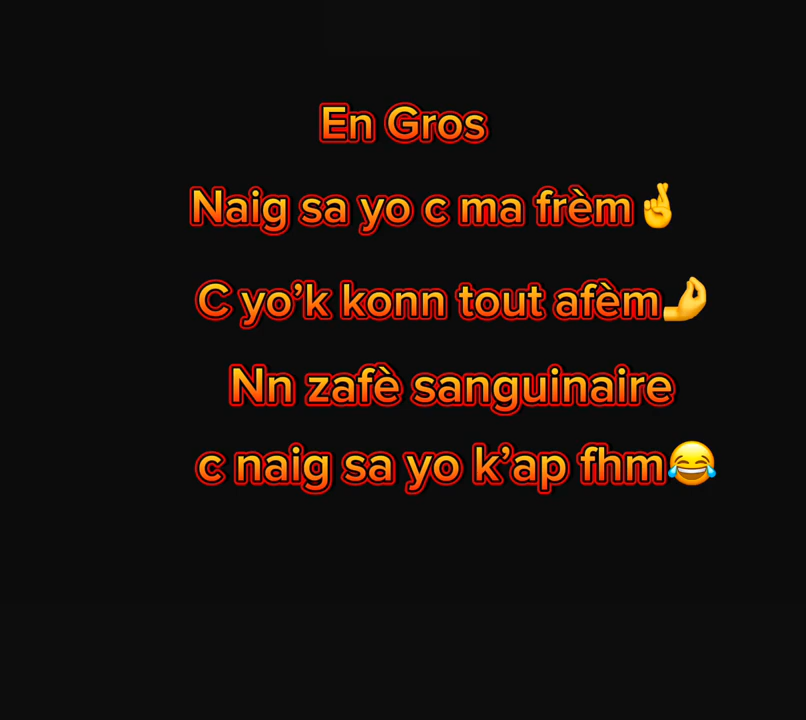 En Gros
Naig sa yo c ma frèm🤞
C yo’k konn tout afèm🤌
Nn zafè sanguinaire
c naig sa yo k’ap fhm😂